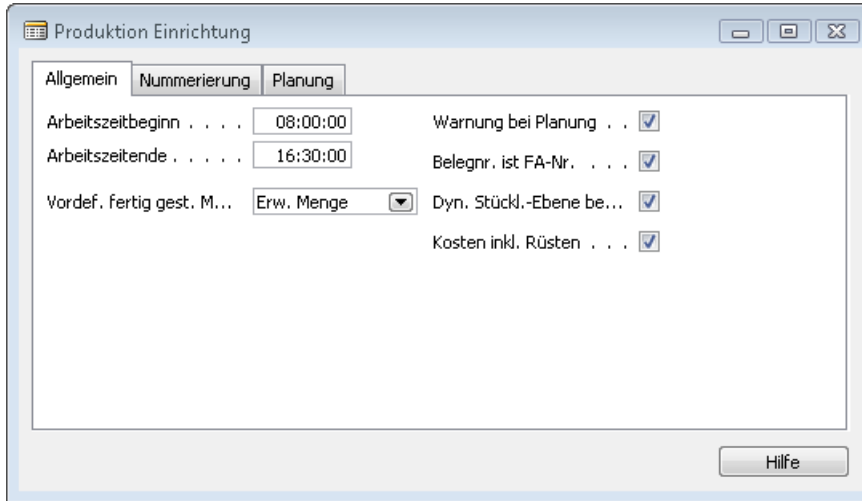 Produktion Einrichtung
Allgemein Nummerierung Planung
Arbeitszeitbeginn . . . . 08:00:00 Warnung bei Planung . .
Arbeitszeitende . . . . . 16:30:00 Belegnr. ist FA-Nr. . . . .
Vordef. fertig gest. M... Erw. Menge Dyn. Stückl.-Ebene be...
Kosten inkl. Rüsten . . .
Hilfe